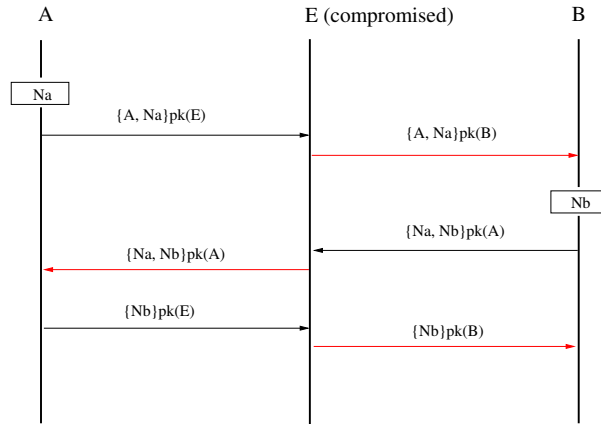 A
E (compromised)
B
Na
{A, Na}pk(E)
{A, Na}pk(B)
Nb
{Na, Nb}pk(A)
{Na, Nb}pk(A)
{Nb}pk(E)
{Nb}pk(B)